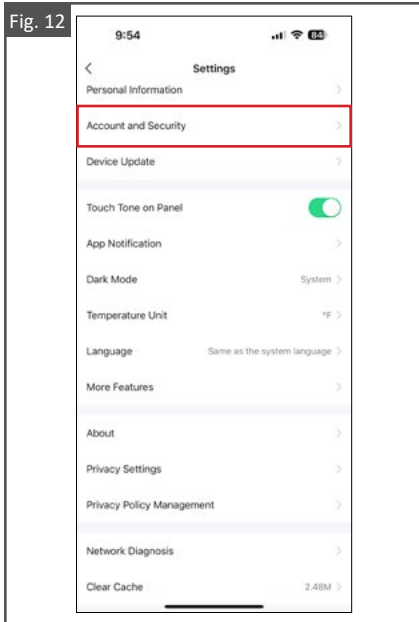 Fig. 12
9:54 84
Settings
Personal Information
Account and Security
Device Update
Touch Tone on Panel
App Notification
Dark Mode System
Temperature Unit °F
Language Same as the system language
More Features
About
Privacy Settings
Privacy Policy Management
Network Diagnosis
Clear Cache 2.48M